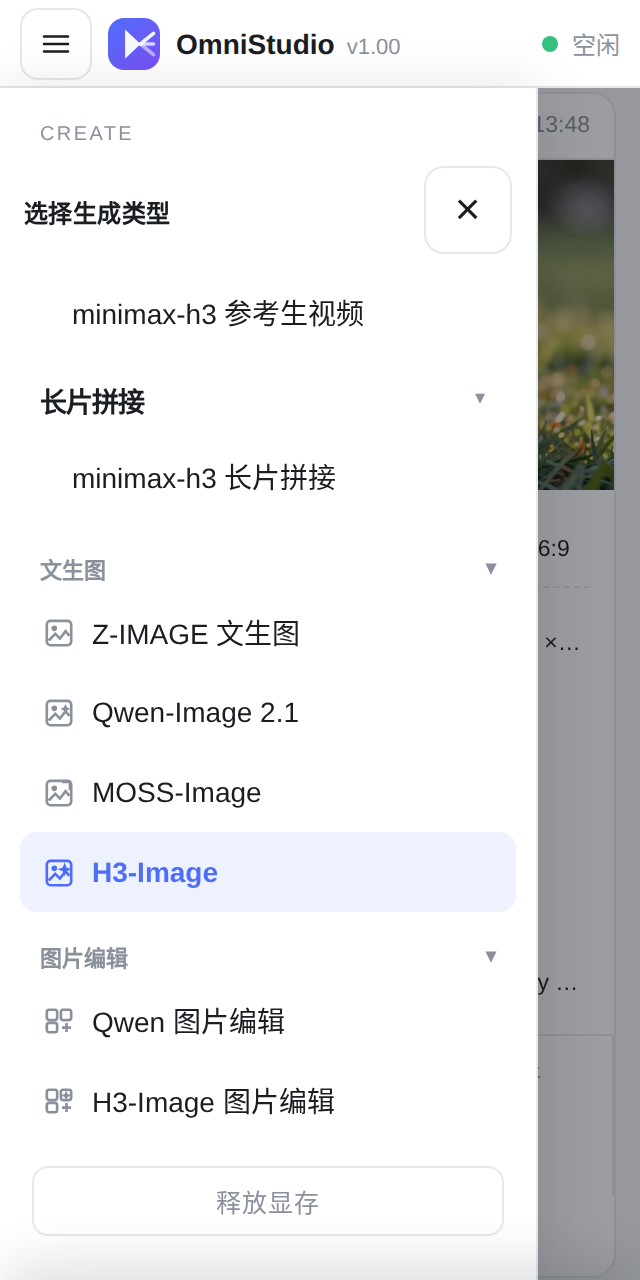 OmniStudio v1.00 空闲
CREATE
13:48
选择生成类型
minimax-h3 参考生视频
长片拼接 ▼
minimax-h3 长片拼接
6:9
文生图 ▼
Z-IMAGE 文生图
×…
Qwen-Image 2.1
MOSS-Image
H3-Image
图片编辑 ▼
y …
Qwen 图片编辑
H3-Image 图片编辑
释放显存